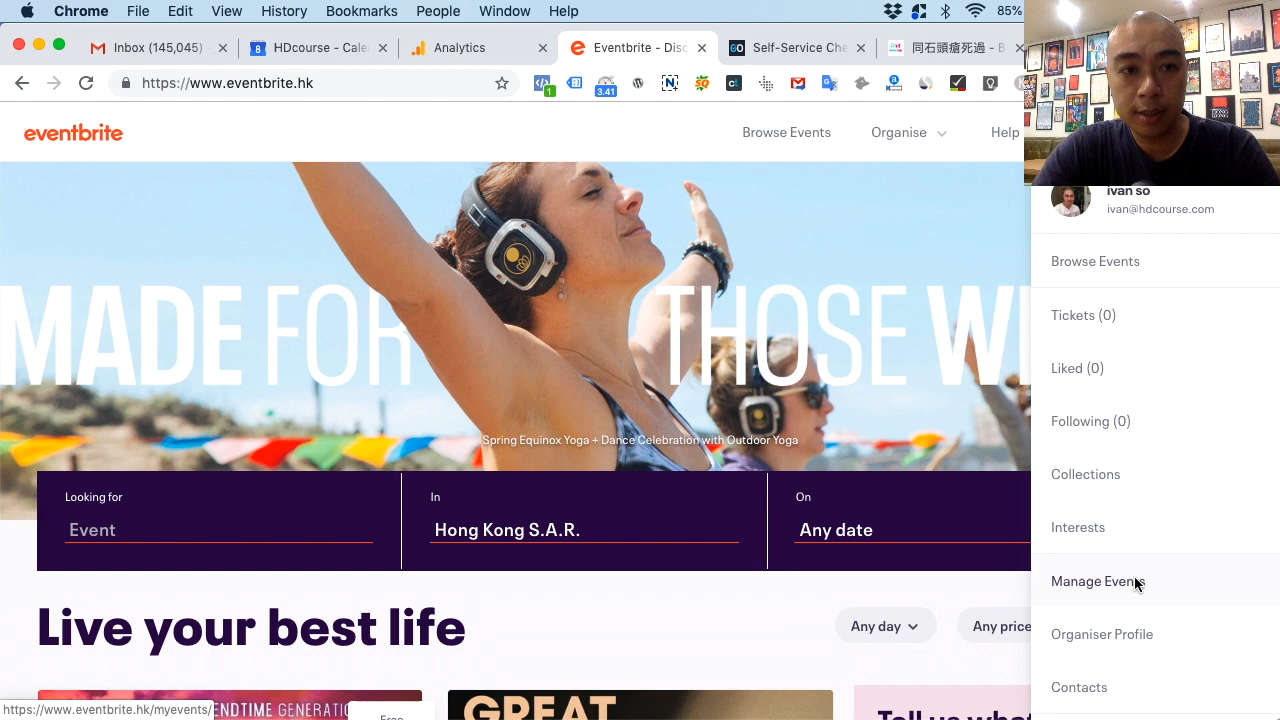 Chrome File Edit View History Bookmarks People Window Help 85%
Inbox (145,045)
HDcourse - Cale
Analytics
Eventbrite - Disc
Self-Service Che
同石頭瘡死過 - B
https://www.eventbrite.hk
1
8
3.41
eventbrite
Browse Events
Organise
Help
MADE FOR THOSE W
Spring Equinox Yoga + Dance Celebration with Outdoor Yoga
Looking for
Event
In
Hong Kong S.A.R.
On
Any date
Live your best life
Any day
Any price
ENDTIME GENERATIO
Free
GREAT
Tell us what
https://www.eventbrite.hk/myevents/
ivan so
ivan@hdcourse.com
Browse Events
Tickets (0)
Liked (0)
Following (0)
Collections
Interests
Manage Events
Organiser Profile
Contacts